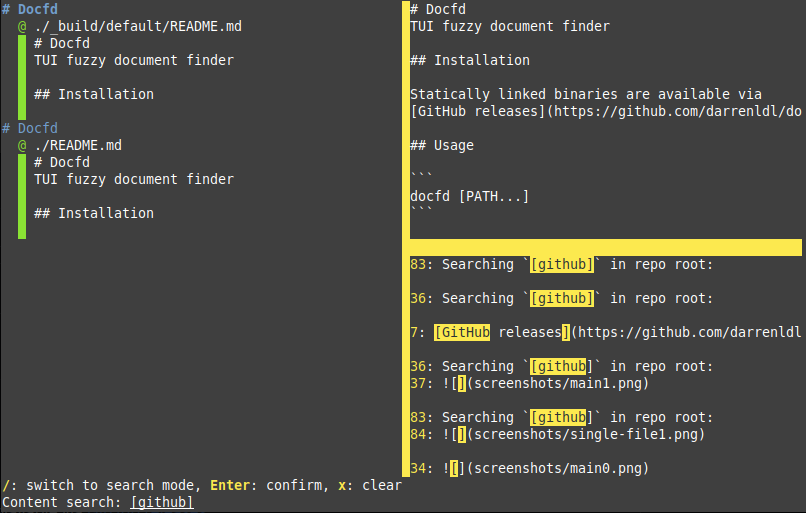 # Docfd
@ ./_build/default/README.md
# Docfd
TUI fuzzy document finder
## Installation
# Docfd
@ ./README.md
# Docfd
TUI fuzzy document finder
## Installation
# Docfd
TUI fuzzy document finder
## Installation
Statically linked binaries are available via
[GitHub releases](https://github.com/darrenldl/do
## Usage
```
docfd [PATH...]
```
83: Searching `[github]` in repo root:
36: Searching `[github]` in repo root:
7: [GitHub releases](https://github.com/darrenldl
36: Searching `[github]` in repo root:
37: ![](screenshots/main1.png)
83: Searching `[github]` in repo root:
84: ![](screenshots/single-file1.png)
34: ![](screenshots/main0.png)
/: switch to search mode, Enter: confirm, x: clear
Content search: [github]